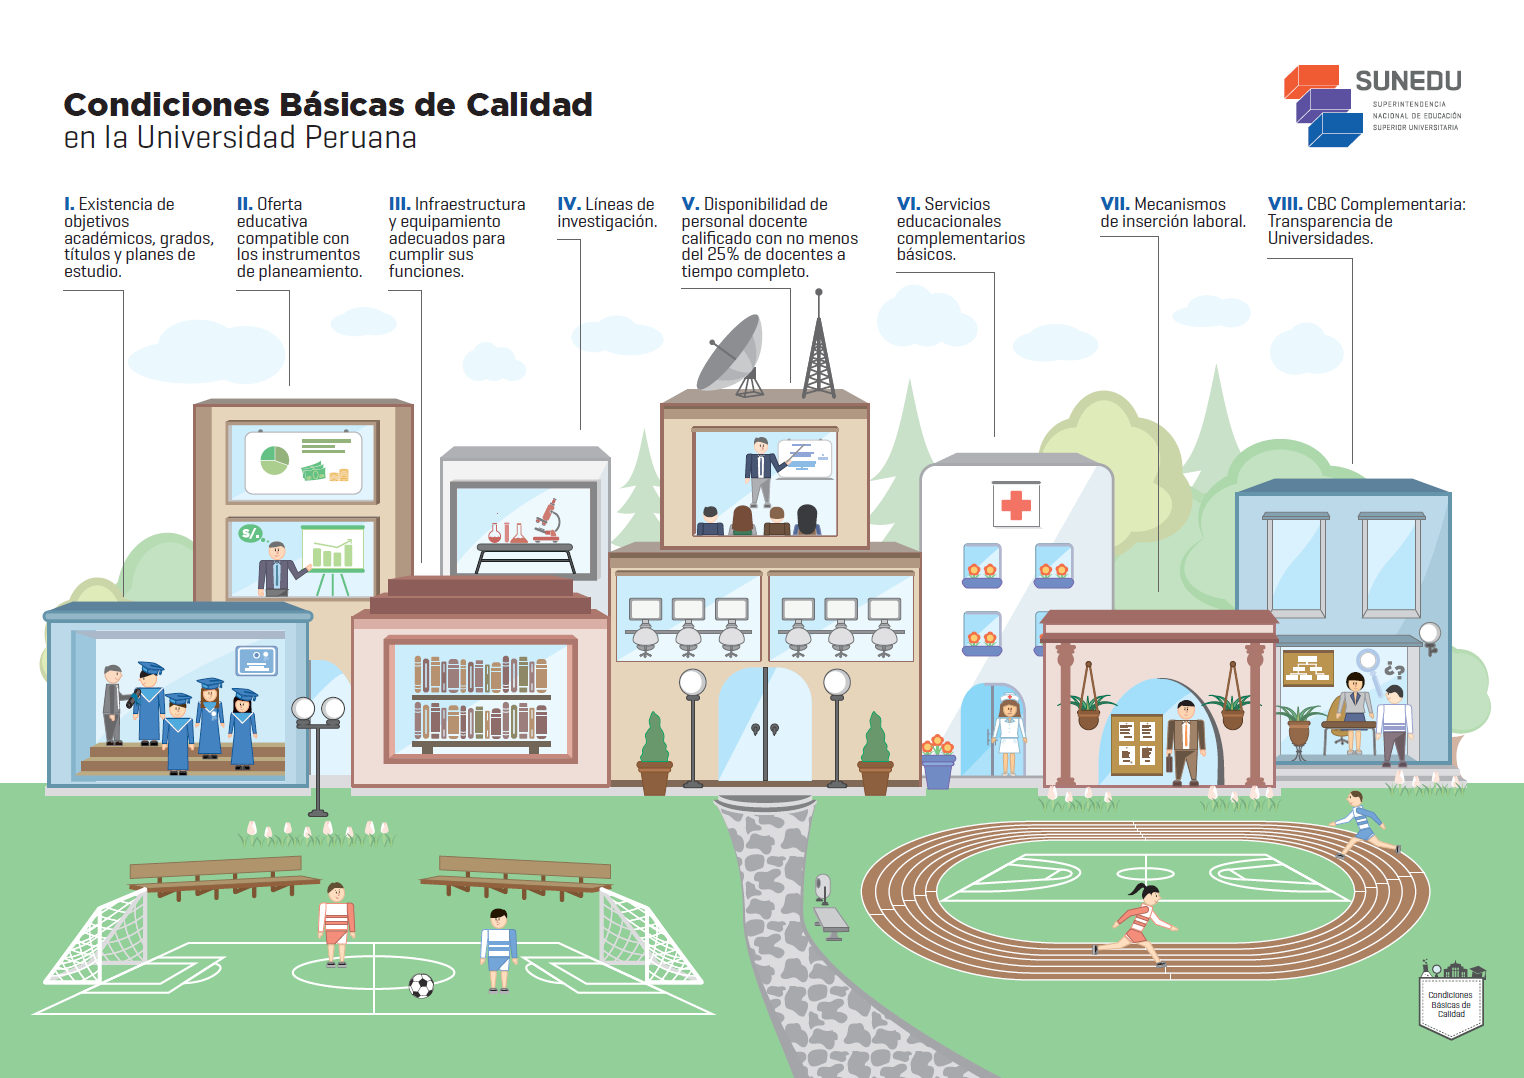 Condiciones Básicas de Calidad
en la Universidad Peruana
SUNEDU
SUPERINTENDENCIA
NACIONAL DE EDUCACIÓN
SUPERIOR UNIVERSITARIA
I. Existencia de
objetivos
académicos, grados,
títulos y planes de
estudio.
II. Oferta
educativa
compatible con
los instrumentos
de planeamiento.
III. Infraestructura
y equipamiento
adecuados para
cumplir sus
funciones.
IV. Líneas de
investigación.
V. Disponibilidad de
personal docente
calificado con no menos
del 25% de docentes a
tiempo completo.
VI. Servicios
educacionales
complementarios
básicos.
VII. Mecanismos
de inserción laboral.
VIII. CBC Complementaria:
Transparencia de
Universidades.
S/.
¿?
Condiciones
Básicas de
Calidad